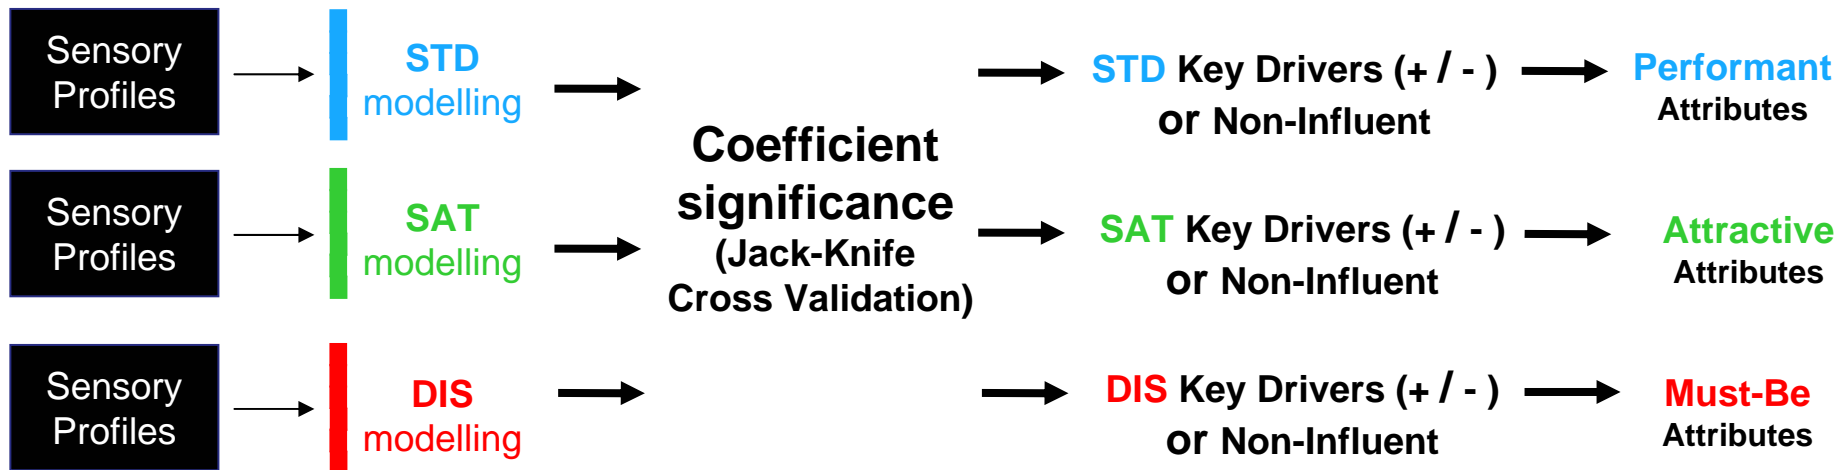 Sensory
Profiles
STD
modelling
STD Key Drivers (+ / - )
or Non-Influent
Performant
Attributes
Coefficient
significance
(Jack-Knife
Cross Validation)
Sensory
Profiles
SAT
modelling
SAT Key Drivers (+ / - )
or Non-Influent
Attractive
Attributes
Sensory
Profiles
DIS
modelling
DIS Key Drivers (+ / - )
or Non-Influent
Must-Be
Attributes